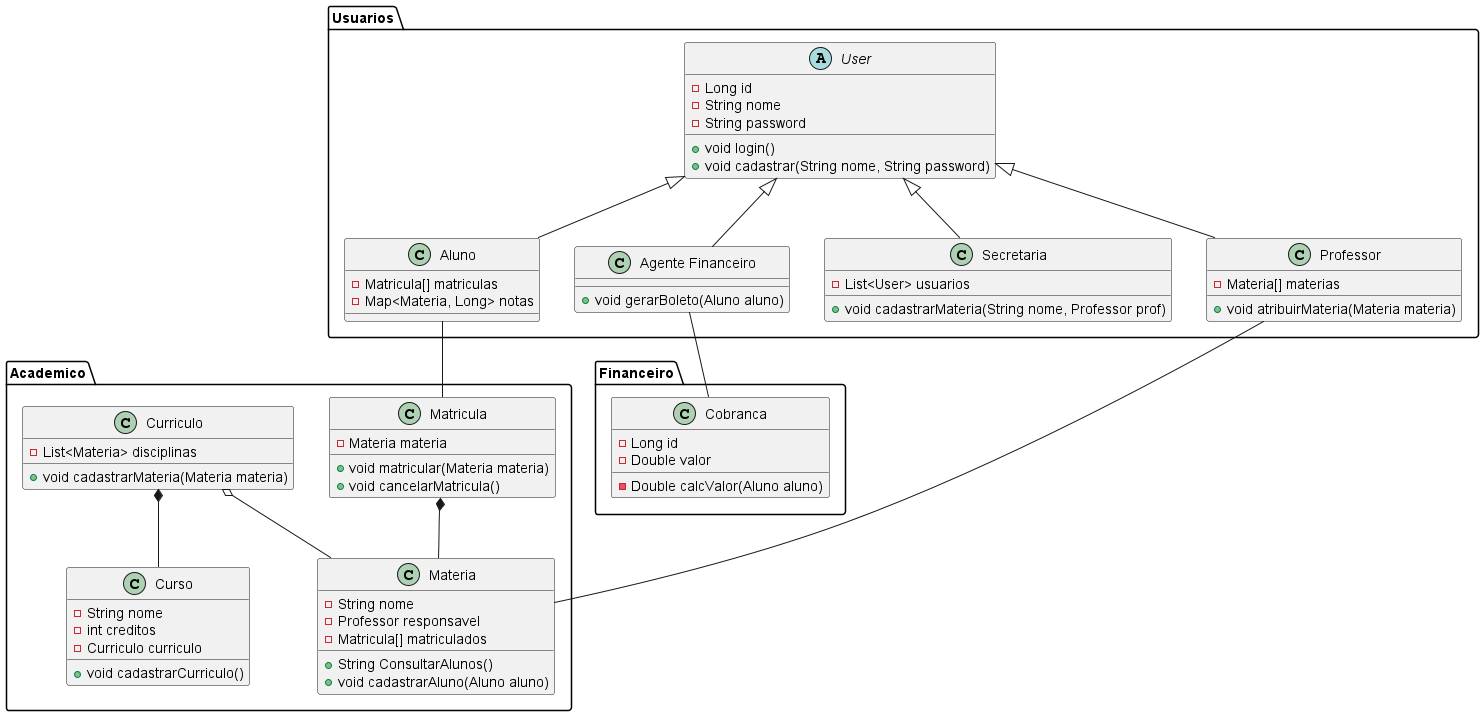 Usuarios
A User
Long id
String nome
String password
void login()
void cadastrar(String nome, String password)
C Aluno
Matricula[] matriculas
Map<Materia, Long> notas
C Agente Financeiro
void gerarBoleto(Aluno aluno)
C Secretaria
List<User> usuarios
void cadastrarMateria(String nome, Professor prof)
C Professor
Materia[] materias
void atribuirMateria(Materia materia)
Academico
C Curriculo
List<Materia> disciplinas
void cadastrarMateria(Materia materia)
C Matricula
Materia materia
void matricular(Materia materia)
void cancelarMatricula()
C Curso
String nome
int creditos
Curriculo curriculo
void cadastrarCurriculo()
C Materia
String nome
Professor responsavel
Matricula[] matriculados
String ConsultarAlunos()
void cadastrarAluno(Aluno aluno)
Financeiro
C Cobranca
Long id
Double valor
Double calcValor(Aluno aluno)